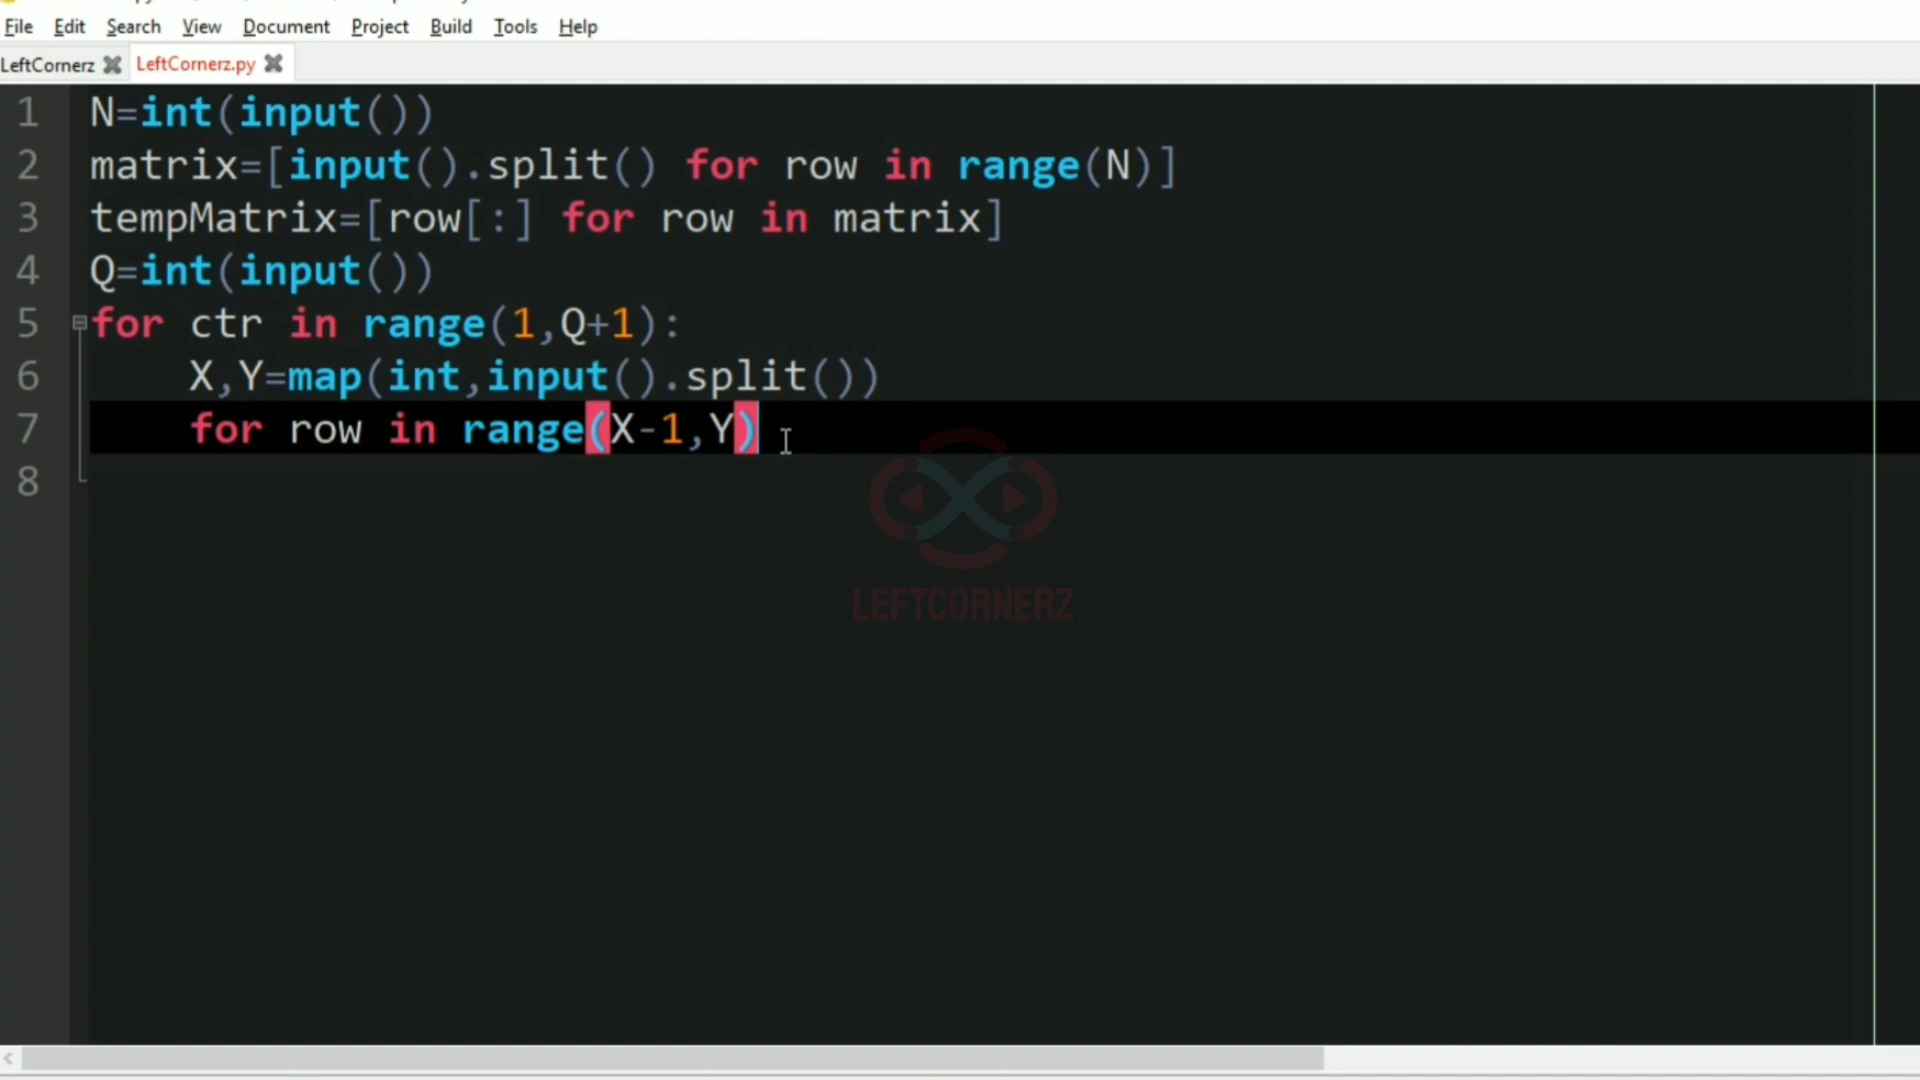 File Edit Search View Document Project Build Tools Help
LeftCornerz LeftCornerz.py
1 N=int(input())
2 matrix=[input().split() for row in range(N)]
3 tempMatrix=[row[:] for row in matrix]
4 Q=int(input())
5 for ctr in range(1,Q+1):
6     X,Y=map(int,input().split())
7     for row in range(X-1,Y)
8
LEFTCORNERZ